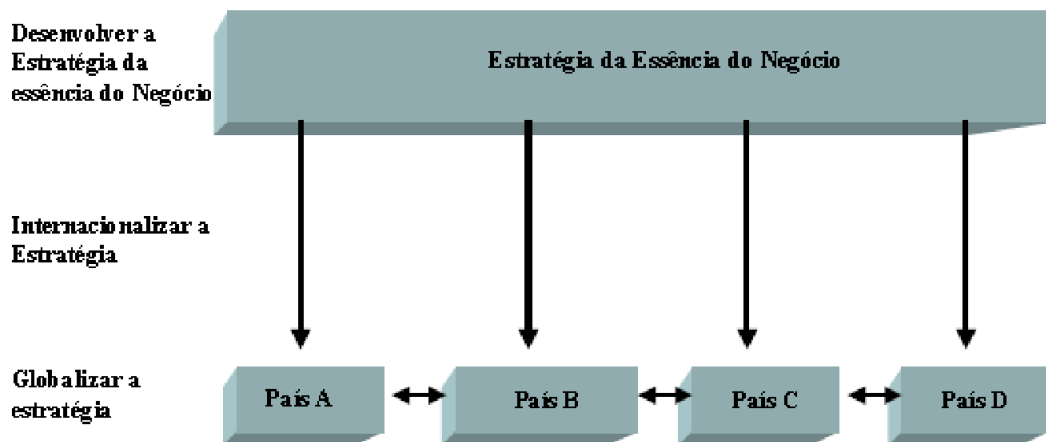 Desenvolver a
Estratégia da
essência do Negócio
Estratégia da Essência do Negócio
Internacionalizar a
Estratégia
Globalizar a
estratégia
País A
País B
País C
País D